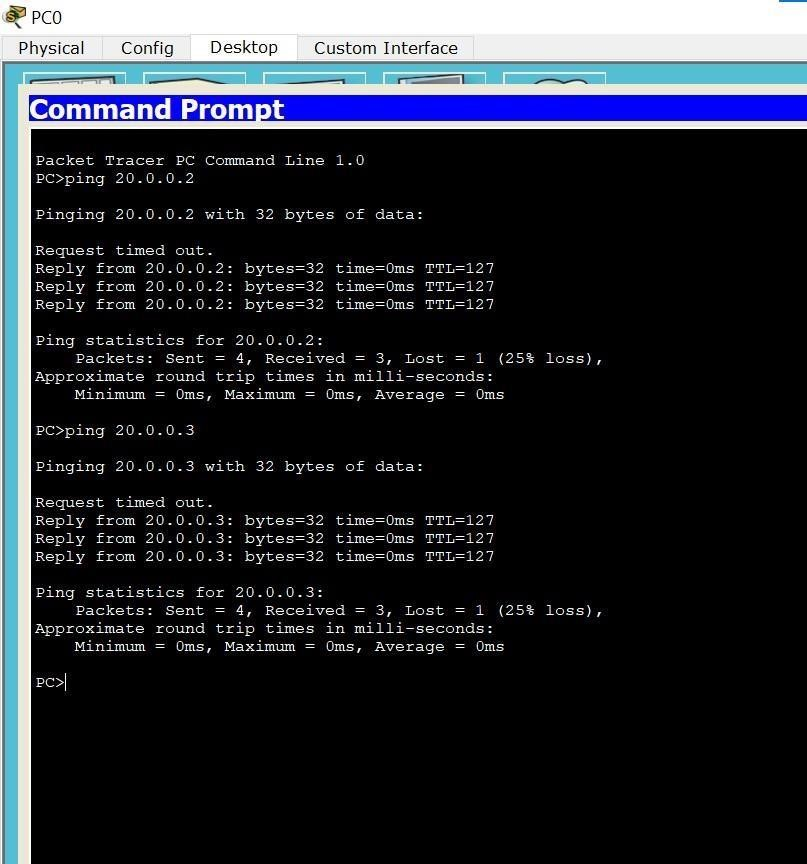 PC0
Physical Config Desktop Custom Interface
Command Prompt
Packet Tracer PC Command Line 1.0
PC>ping 20.0.0.2
Pinging 20.0.0.2 with 32 bytes of data:
Request timed out.
Reply from 20.0.0.2: bytes=32 time=0ms TTL=127
Reply from 20.0.0.2: bytes=32 time=0ms TTL=127
Reply from 20.0.0.2: bytes=32 time=0ms TTL=127
Ping statistics for 20.0.0.2:
Packets: Sent = 4, Received = 3, Lost = 1 (25% loss),
Approximate round trip times in milli-seconds:
Minimum = 0ms, Maximum = 0ms, Average = 0ms
PC>ping 20.0.0.3
Pinging 20.0.0.3 with 32 bytes of data:
Request timed out.
Reply from 20.0.0.3: bytes=32 time=0ms TTL=127
Reply from 20.0.0.3: bytes=32 time=0ms TTL=127
Reply from 20.0.0.3: bytes=32 time=0ms TTL=127
Ping statistics for 20.0.0.3:
Packets: Sent = 4, Received = 3, Lost = 1 (25% loss),
Approximate round trip times in milli-seconds:
Minimum = 0ms, Maximum = 0ms, Average = 0ms
PC>